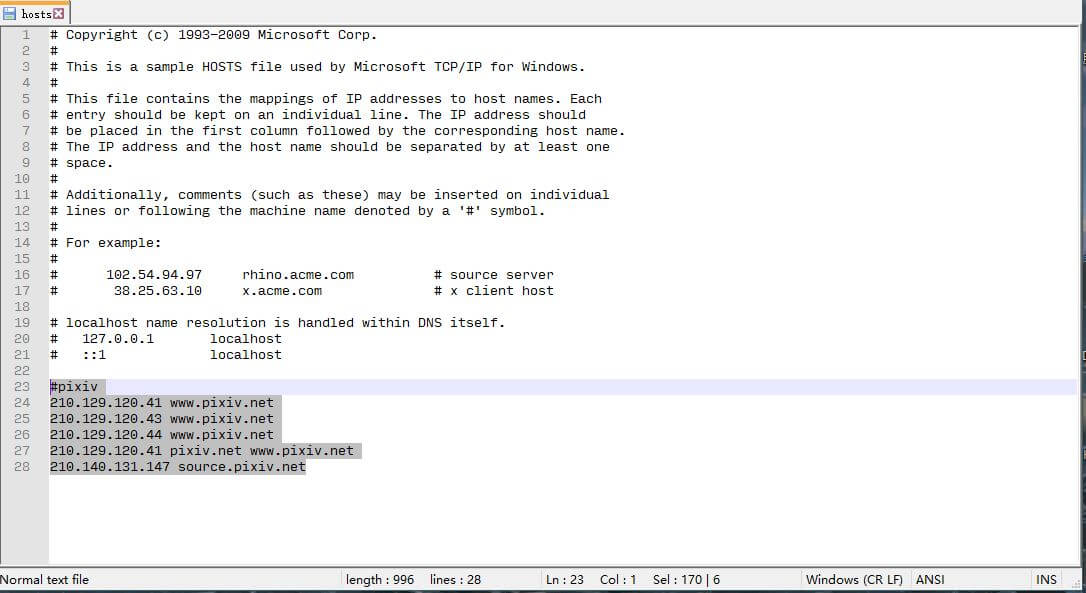 hosts
1 # Copyright (c) 1993-2009 Microsoft Corp.
2 #
3 # This is a sample HOSTS file used by Microsoft TCP/IP for Windows.
4 #
5 # This file contains the mappings of IP addresses to host names. Each
6 # entry should be kept on an individual line. The IP address should
7 # be placed in the first column followed by the corresponding host name.
8 # The IP address and the host name should be separated by at least one
9 # space.
10 #
11 # Additionally, comments (such as these) may be inserted on individual
12 # lines or following the machine name denoted by a '#' symbol.
13 #
14 # For example:
15 #
16 #      102.54.94.97     rhino.acme.com          # source server
17 #       38.25.63.10     x.acme.com              # x client host
18
19 # localhost name resolution is handled within DNS itself.
20 #   127.0.0.1       localhost
21 #   ::1             localhost
22
23 #pixiv
24 210.129.120.41 www.pixiv.net
25 210.129.120.43 www.pixiv.net
26 210.129.120.44 www.pixiv.net
27 210.129.120.41 pixiv.net www.pixiv.net
28 210.140.131.147 source.pixiv.net
Normal text file length : 996 lines : 28 Ln : 23 Col : 1 Sel : 170 | 6 Windows (CR LF) ANSI INS